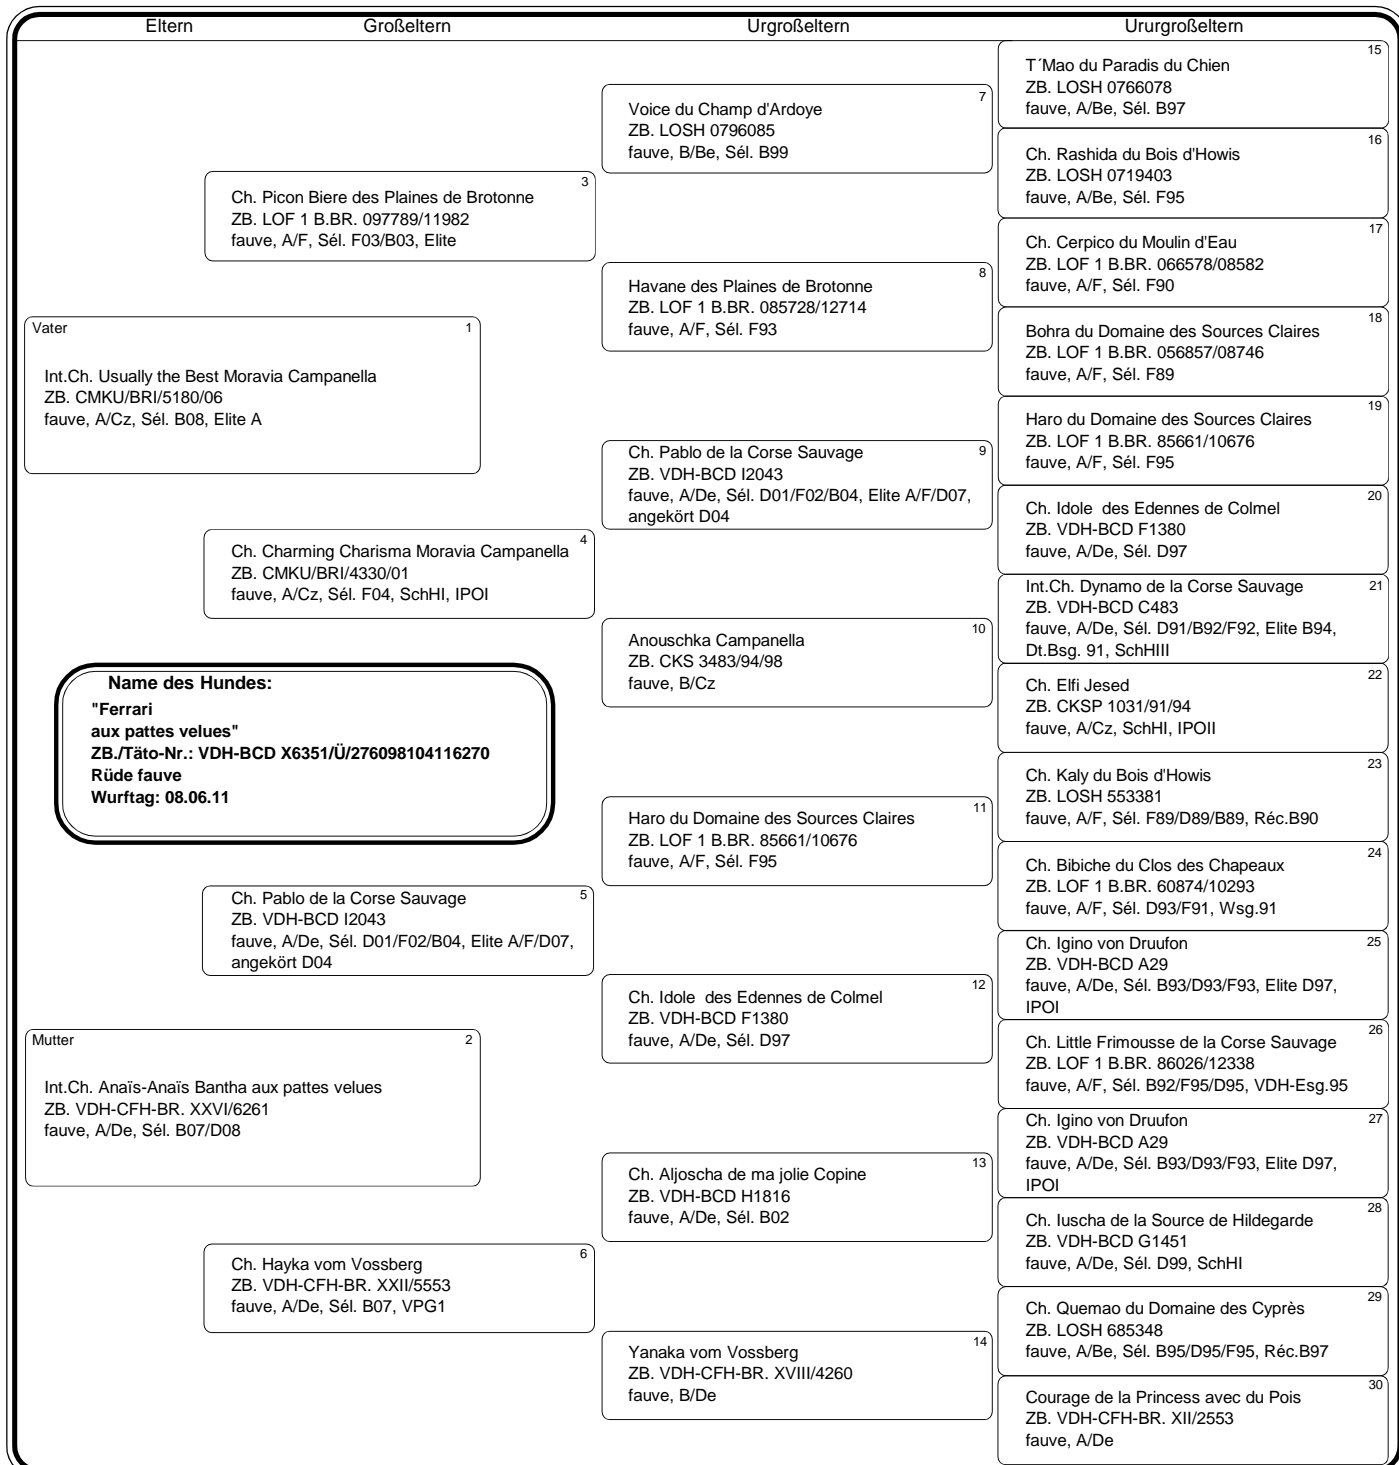 Eltern
Großeltern
Urgroßeltern
Ururgroßeltern
Vater
1
Int.Ch. Usually the Best Moravia Campanella
ZB. CMKU/BRI/5180/06
fauve, A/Cz, Sél. B08, Elite A
Mutter
2
Int.Ch. Anaïs-Anaïs Bantha aux pattes velues
ZB. VDH-CFH-BR. XXVI/6261
fauve, A/De, Sél. B07/D08
Name des Hundes:
"Ferrari
aux pattes velues"
ZB./Täto-Nr.: VDH-BCD X6351/Ü/276098104116270
Rüde fauve
Wurftag: 08.06.11
3
Ch. Picon Biere des Plaines de Brotonne
ZB. LOF 1 B.BR. 097789/11982
fauve, A/F, Sél. F03/B03, Elite
4
Ch. Charming Charisma Moravia Campanella
ZB. CMKU/BRI/4330/01
fauve, A/Cz, Sél. F04, SchHI, IPOI
5
Ch. Pablo de la Corse Sauvage
ZB. VDH-BCD I2043
fauve, A/De, Sél. D01/F02/B04, Elite A/F/D07,
angekört D04
6
Ch. Hayka vom Vossberg
ZB. VDH-CFH-BR. XXII/5553
fauve, A/De, Sél. B07, VPG1
7
Voice du Champ d'Ardoye
ZB. LOSH 0796085
fauve, B/Be, Sél. B99
8
Havane des Plaines de Brotonne
ZB. LOF 1 B.BR. 085728/12714
fauve, A/F, Sél. F93
9
Ch. Pablo de la Corse Sauvage
ZB. VDH-BCD I2043
fauve, A/De, Sél. D01/F02/B04, Elite A/F/D07,
angekört D04
10
Anouschka Campanella
ZB. CKS 3483/94/98
fauve, B/Cz
11
Haro du Domaine des Sources Claires
ZB. LOF 1 B.BR. 85661/10676
fauve, A/F, Sél. F95
12
Ch. Idole  des Edennes de Colmel
ZB. VDH-BCD F1380
fauve, A/De, Sél. D97
13
Ch. Aljoscha de ma jolie Copine
ZB. VDH-BCD H1816
fauve, A/De, Sél. B02
14
Yanaka vom Vossberg
ZB. VDH-CFH-BR. XVIII/4260
fauve, B/De
15
T´Mao du Paradis du Chien
ZB. LOSH 0766078
fauve, A/Be, Sél. B97
16
Ch. Rashida du Bois d'Howis
ZB. LOSH 0719403
fauve, A/Be, Sél. F95
17
Ch. Cerpico du Moulin d'Eau
ZB. LOF 1 B.BR. 066578/08582
fauve, A/F, Sél. F90
18
Bohra du Domaine des Sources Claires
ZB. LOF 1 B.BR. 056857/08746
fauve, A/F, Sél. F89
19
Haro du Domaine des Sources Claires
ZB. LOF 1 B.BR. 85661/10676
fauve, A/F, Sél. F95
20
Ch. Idole  des Edennes de Colmel
ZB. VDH-BCD F1380
fauve, A/De, Sél. D97
21
Int.Ch. Dynamo de la Corse Sauvage
ZB. VDH-BCD C483
fauve, A/De, Sél. D91/B92/F92, Elite B94,
Dt.Bsg. 91, SchHIII
22
Ch. Elfi Jesed
ZB. CKSP 1031/91/94
fauve, A/Cz, SchHI, IPOII
23
Ch. Kaly du Bois d'Howis
ZB. LOSH 553381
fauve, A/F, Sél. F89/D89/B89, Réc.B90
24
Ch. Bibiche du Clos des Chapeaux
ZB. LOF 1 B.BR. 60874/10293
fauve, A/F, Sél. D93/F91, Wsg.91
25
Ch. Igino von Druufon
ZB. VDH-BCD A29
fauve, A/De, Sél. B93/D93/F93, Elite D97,
IPOI
26
Ch. Little Frimousse de la Corse Sauvage
ZB. LOF 1 B.BR. 86026/12338
fauve, A/F, Sél. B92/F95/D95, VDH-Esg.95
27
Ch. Igino von Druufon
ZB. VDH-BCD A29
fauve, A/De, Sél. B93/D93/F93, Elite D97,
IPOI
28
Ch. Iuscha de la Source de Hildegarde
ZB. VDH-BCD G1451
fauve, A/De, Sél. D99, SchHI
29
Ch. Quemao du Domaine des Cyprès
ZB. LOSH 685348
fauve, A/Be, Sél. B95/D95/F95, Réc.B97
30
Courage de la Princess avec du Pois
ZB. VDH-CFH-BR. XII/2553
fauve, A/De